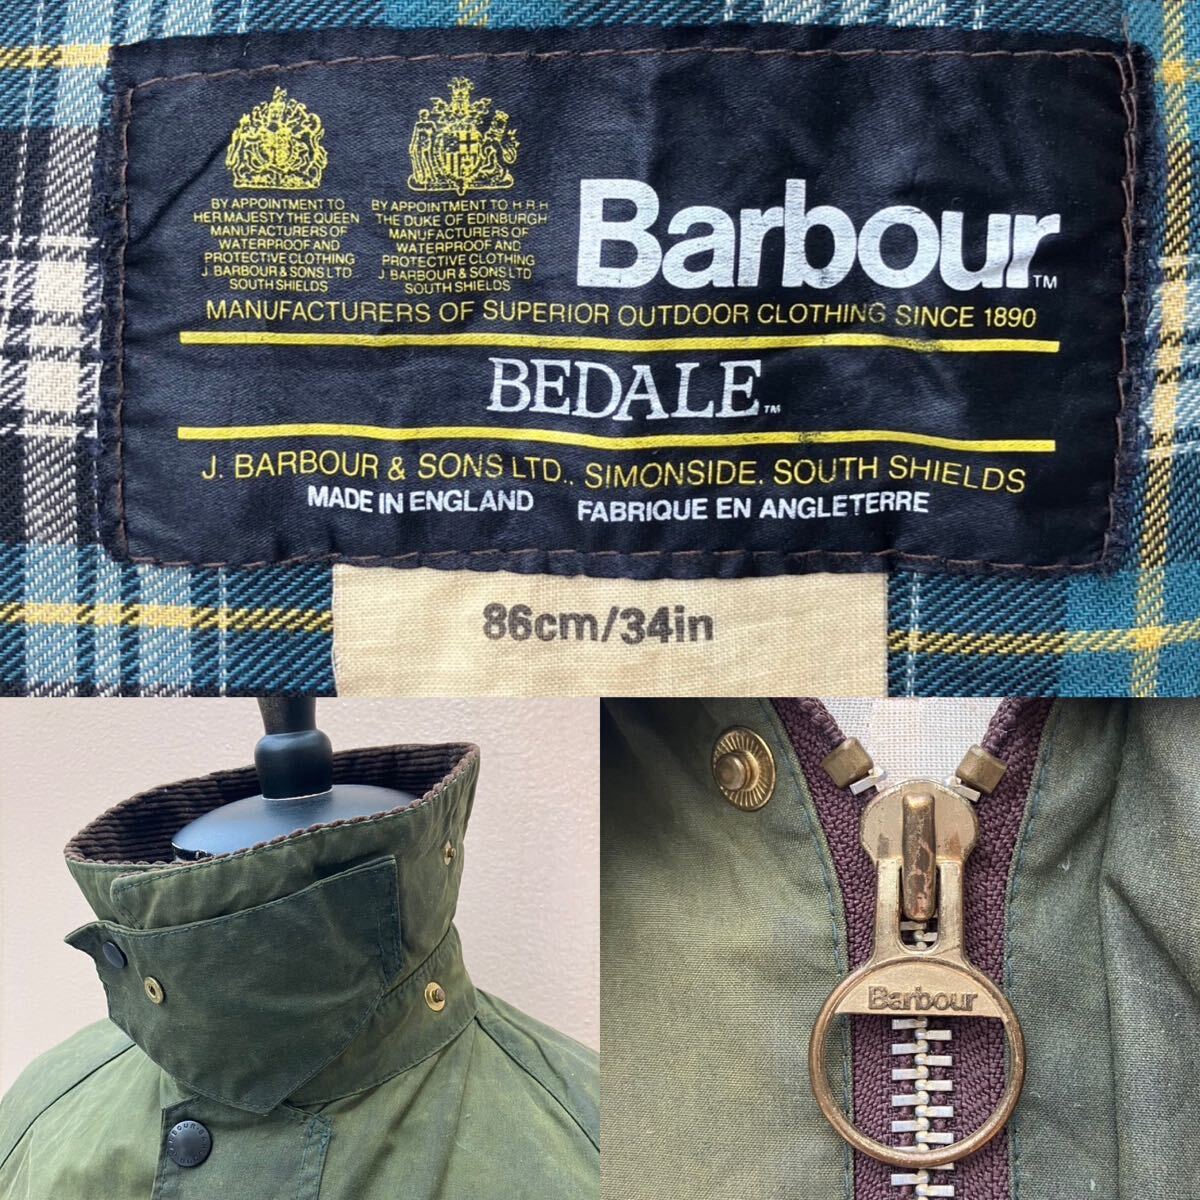 BY APPOINTMENT TO
HER MAJESTY THE QUEEN
MANUFACTURERS OF
WATERPROOF AND
PROTECTIVE CLOTHING
J. BARBOUR & SONS LTD
SOUTH SHIELDS
BY APPOINTMENT TO H.R.H
THE DUKE OF EDINBURGH
MANUFACTURERS OF
WATERPROOF AND
PROTECTIVE CLOTHING
J. BARBOUR & SONS LTD
SOUTH SHIELDS
Barbour™
MANUFACTURERS OF SUPERIOR OUTDOOR CLOTHING SINCE 1890
BEDALE™
J. BARBOUR & SONS LTD., SIMONSIDE. SOUTH SHIELDS
MADE IN ENGLAND FABRIQUE EN ANGLETERRE
86cm/34in
Barbour